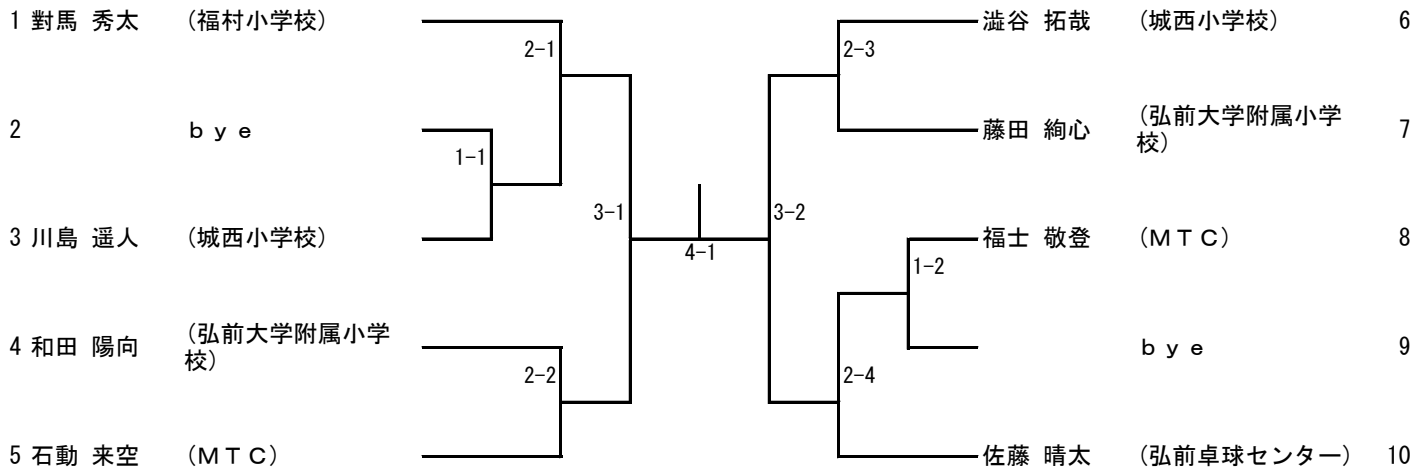 1 對馬 秀太 (福村小学校)
2-1
2 ｂｙｅ
1-1
3 川島 遥人 (城西小学校)
3-1
4 和田 陽向 (弘前大学附属小学
校)
2-2
5 石動 来空 (ＭＴＣ)
4-1
澁谷 拓哉 (城西小学校) 6
2-3
藤田 絢心 (弘前大学附属小学
校) 7
3-2
福士 敬登 (ＭＴＣ) 8
1-2
ｂｙｅ 9
2-4
佐藤 晴太 (弘前卓球センター) 10